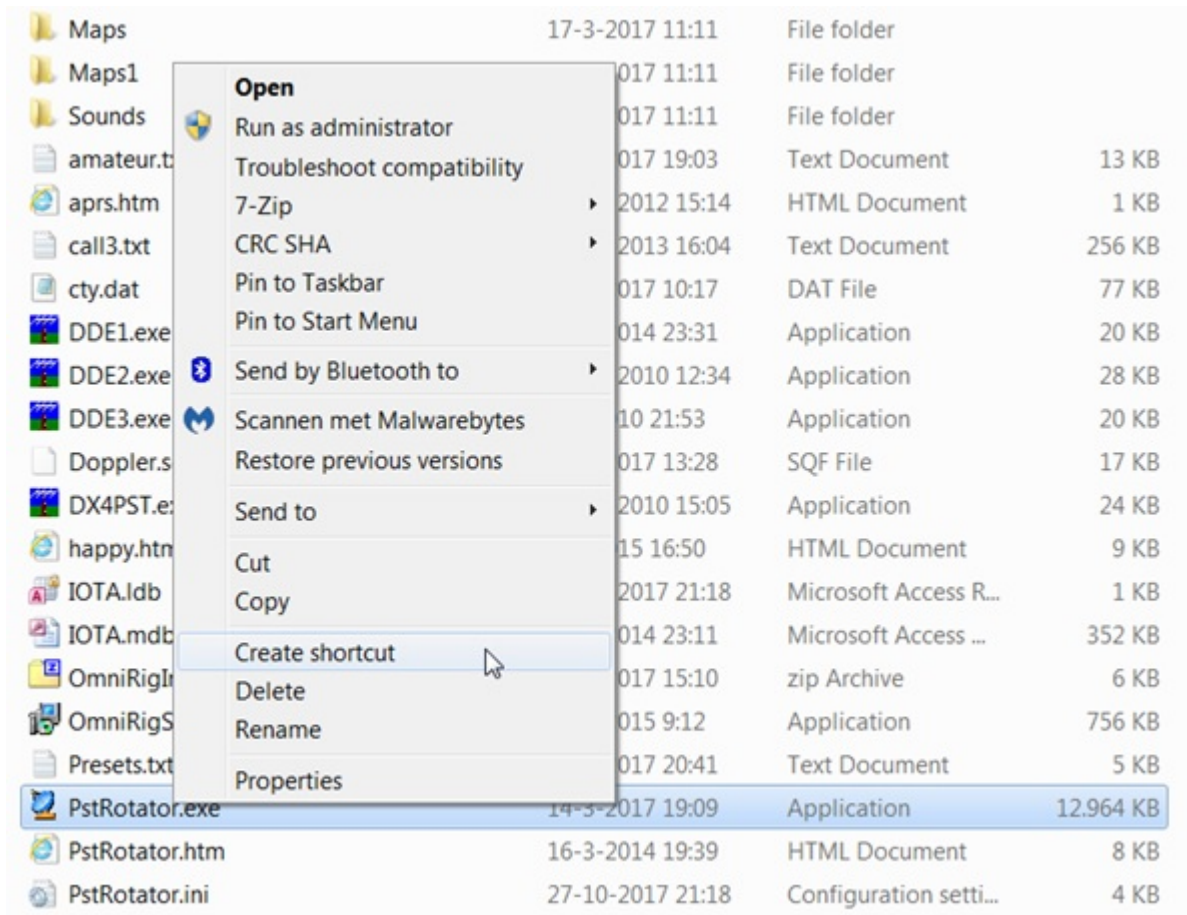 Maps 17-3-2017 11:11 File folder
Maps1 017 11:11 File folder
Sounds 017 11:11 File folder
amateur.t 017 19:03 Text Document 13 KB
aprs.htm 2012 15:14 HTML Document 1 KB
call3.txt 2013 16:04 Text Document 256 KB
cty.dat 017 10:17 DAT File 77 KB
DDE1.exe 014 23:31 Application 20 KB
DDE2.exe 2010 12:34 Application 28 KB
DDE3.exe 10 21:53 Application 20 KB
Doppler.s 017 13:28 SQF File 17 KB
DX4PST.e 2010 15:05 Application 24 KB
happy.htm 15 16:50 HTML Document 9 KB
IOTA.ldb 2017 21:18 Microsoft Access R... 1 KB
IOTA.mdb 014 23:11 Microsoft Access ... 352 KB
OmniRigI 017 15:10 zip Archive 6 KB
OmniRigS 015 9:12 Application 756 KB
Presets.txt 017 20:41 Text Document 5 KB
PstRotator.exe 14-3-2017 19:09 Application 12.964 KB
PstRotator.htm 16-3-2014 19:39 HTML Document 8 KB
PstRotator.ini 27-10-2017 21:18 Configuration setti... 4 KB
Open
Run as administrator
Troubleshoot compatibility
7-Zip
CRC SHA
Pin to Taskbar
Pin to Start Menu
Send by Bluetooth to
Scannen met Malwarebytes
Restore previous versions
Send to
Cut
Copy
Create shortcut
Delete
Rename
Properties